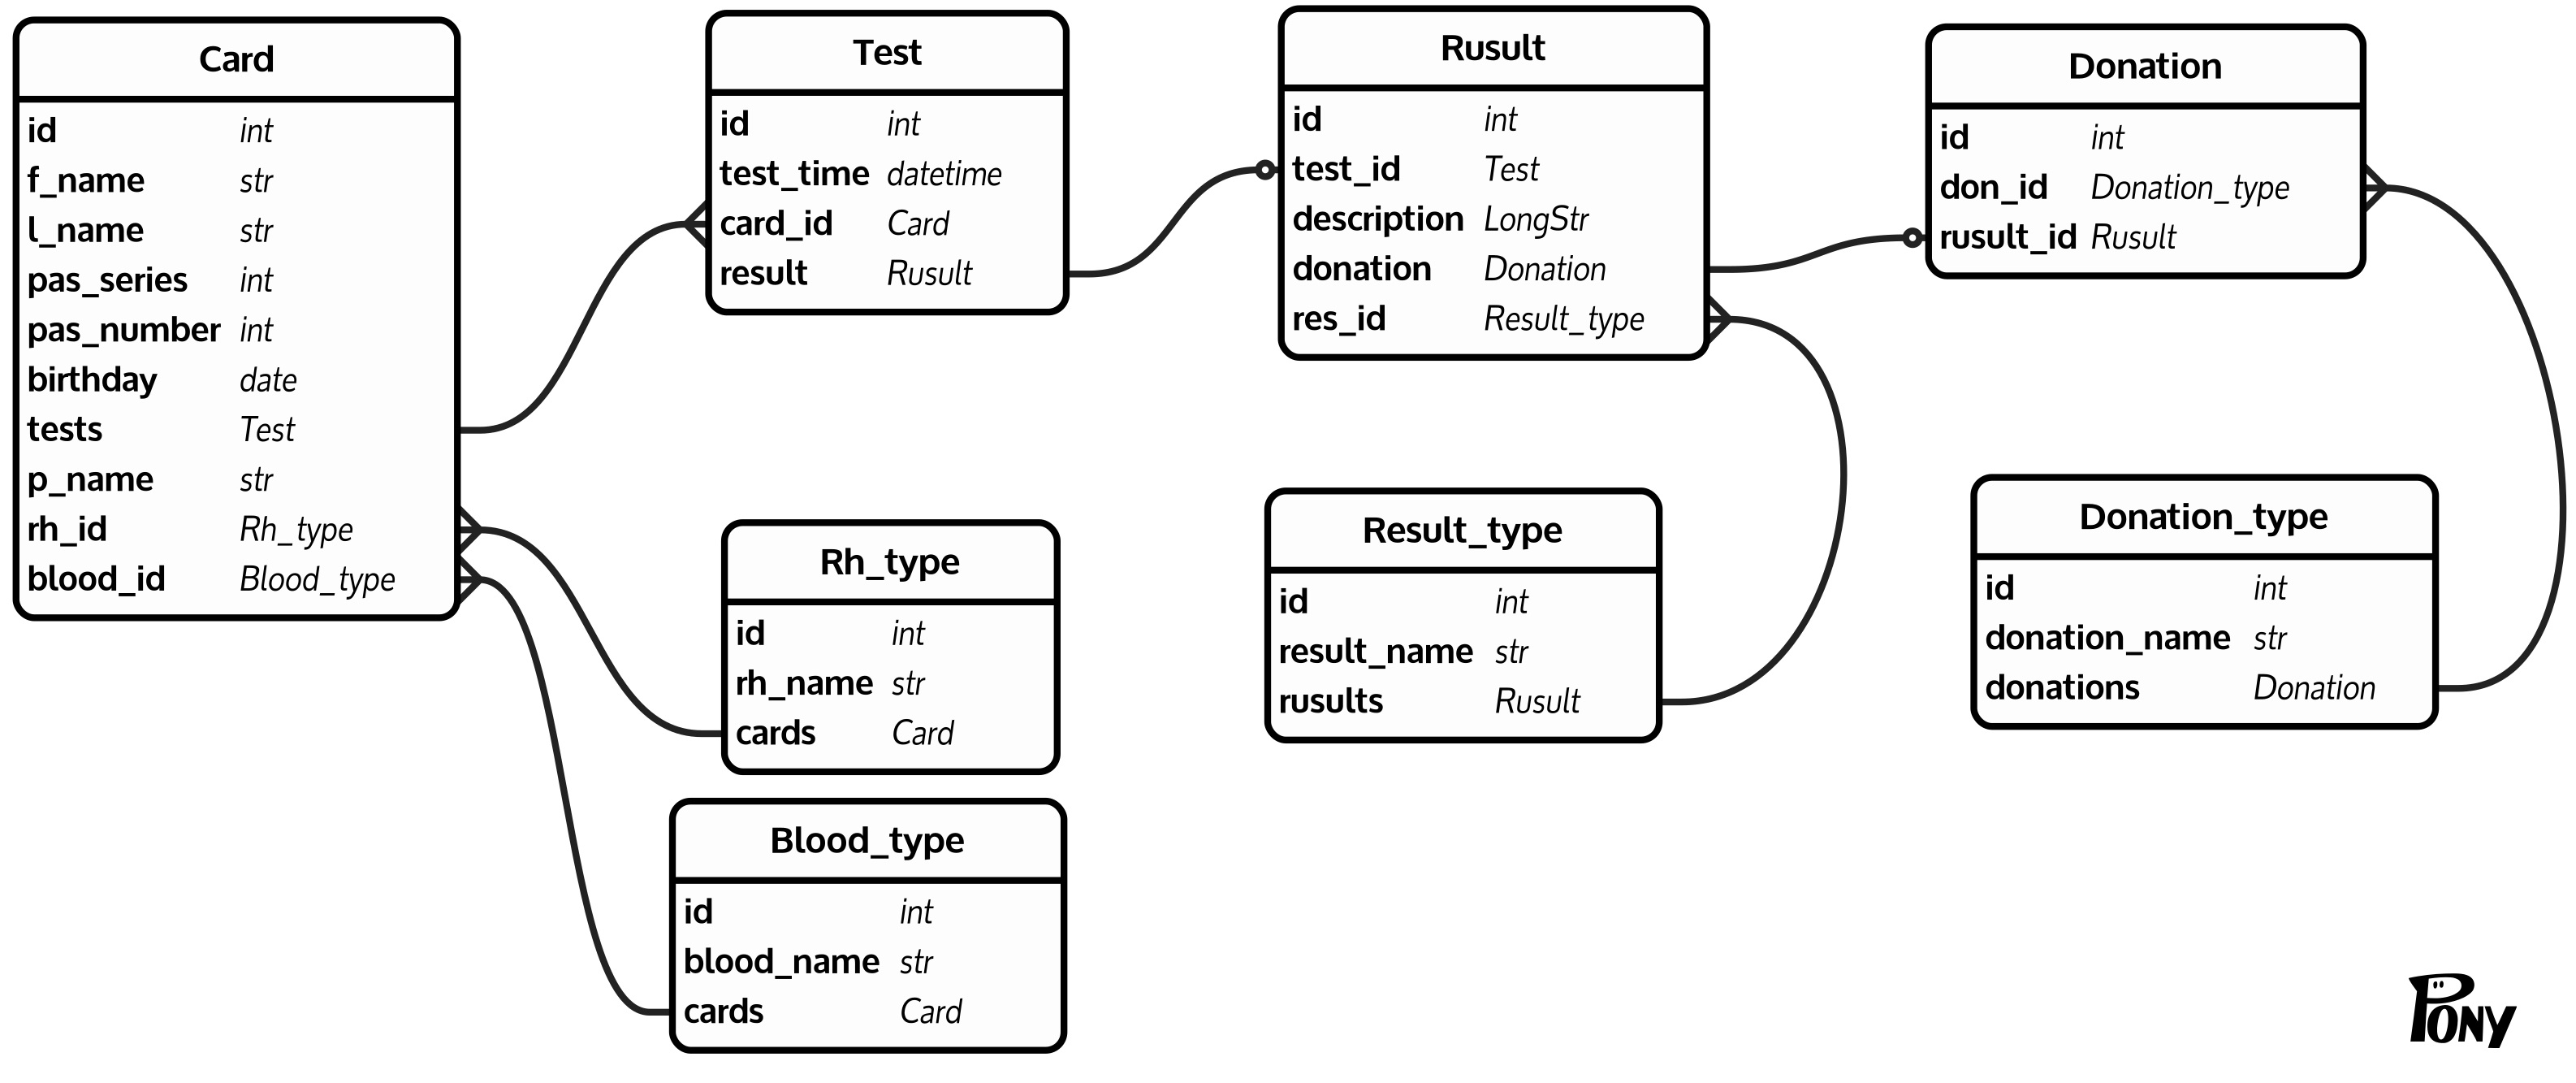 Card
id int
f_name str
l_name str
pas_series int
pas_number int
birthday date
tests Test
p_name str
rh_id Rh_type
blood_id Blood_type
Test
id int
test_time datetime
card_id Card
result Rusult
Rusult
id int
test_id Test
description LongStr
donation Donation
res_id Result_type
Donation
id int
don_id Donation_type
rusult_id Rusult
Rh_type
id int
rh_name str
cards Card
Result_type
id int
result_name str
rusults Rusult
Donation_type
id int
donation_name str
donations Donation
Blood_type
id int
blood_name str
cards Card
PONY